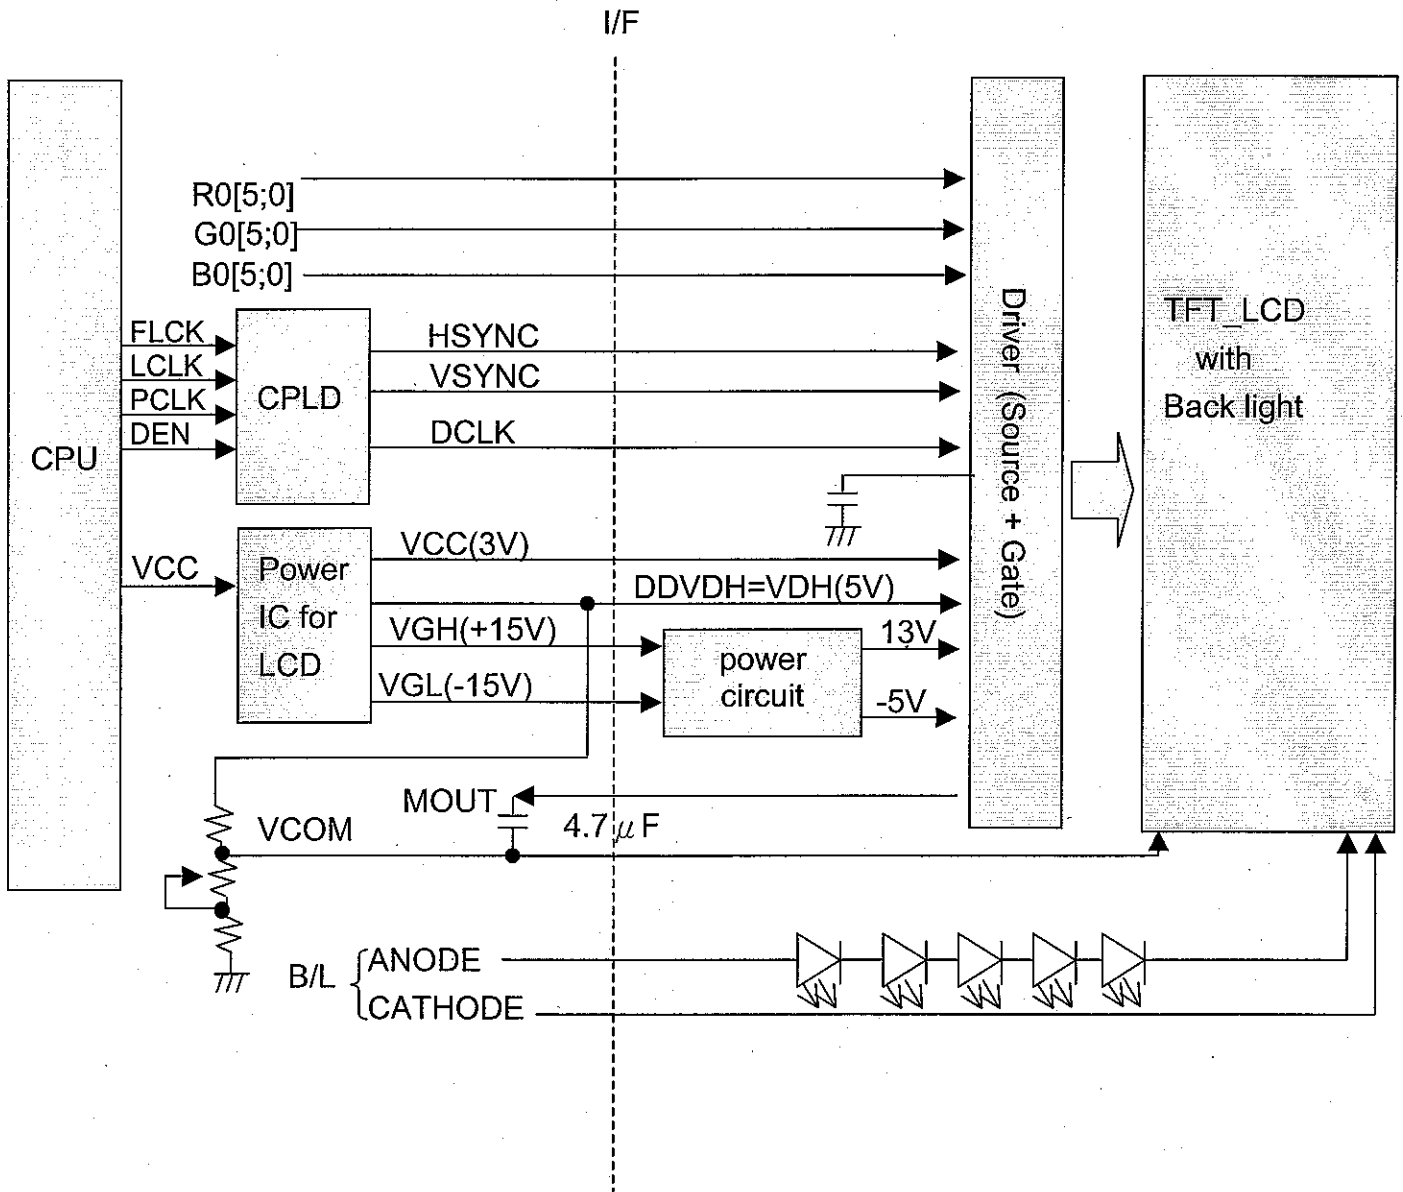 I/F
R0[5;0]
G0[5;0]
B0[5;0]
FLCK
LCLK
PCLK
DEN
CPU
CPLD
HSYNC
VSYNC
DCLK
VCC
Power
IC for
LCD
VCC(3V)
DDVDH=VDH(5V)
VGH(+15V)
VGL(-15V)
power
circuit
13V
-5V
Driver (Source + Gate)
TFT_LCD
with
Back light
MOUT
4.7μF
VCOM
B/L
ANODE
CATHODE